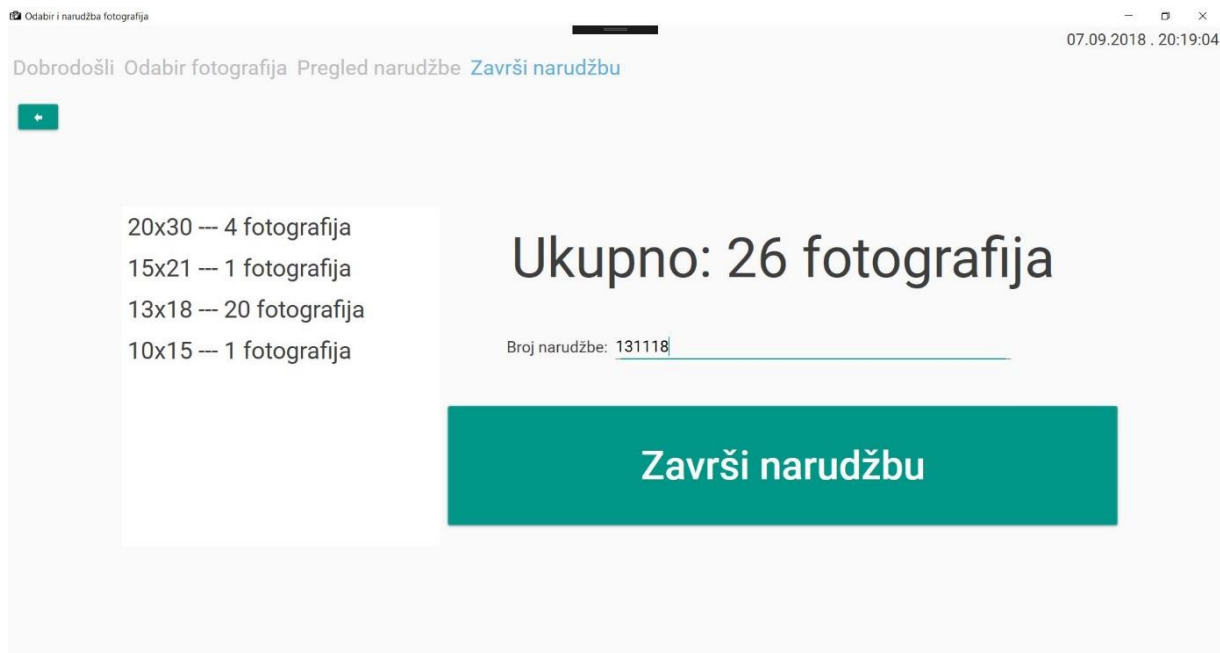 Odabir i narudžba fotografija
07.09.2018 . 20:19:04
Dobrodošli Odabir fotografija Pregled narudžbe Završi narudžbu
20x30 --- 4 fotografija
15x21 --- 1 fotografija
13x18 --- 20 fotografija
10x15 --- 1 fotografija
Ukupno: 26 fotografija
Broj narudžbe: 131118
Završi narudžbu